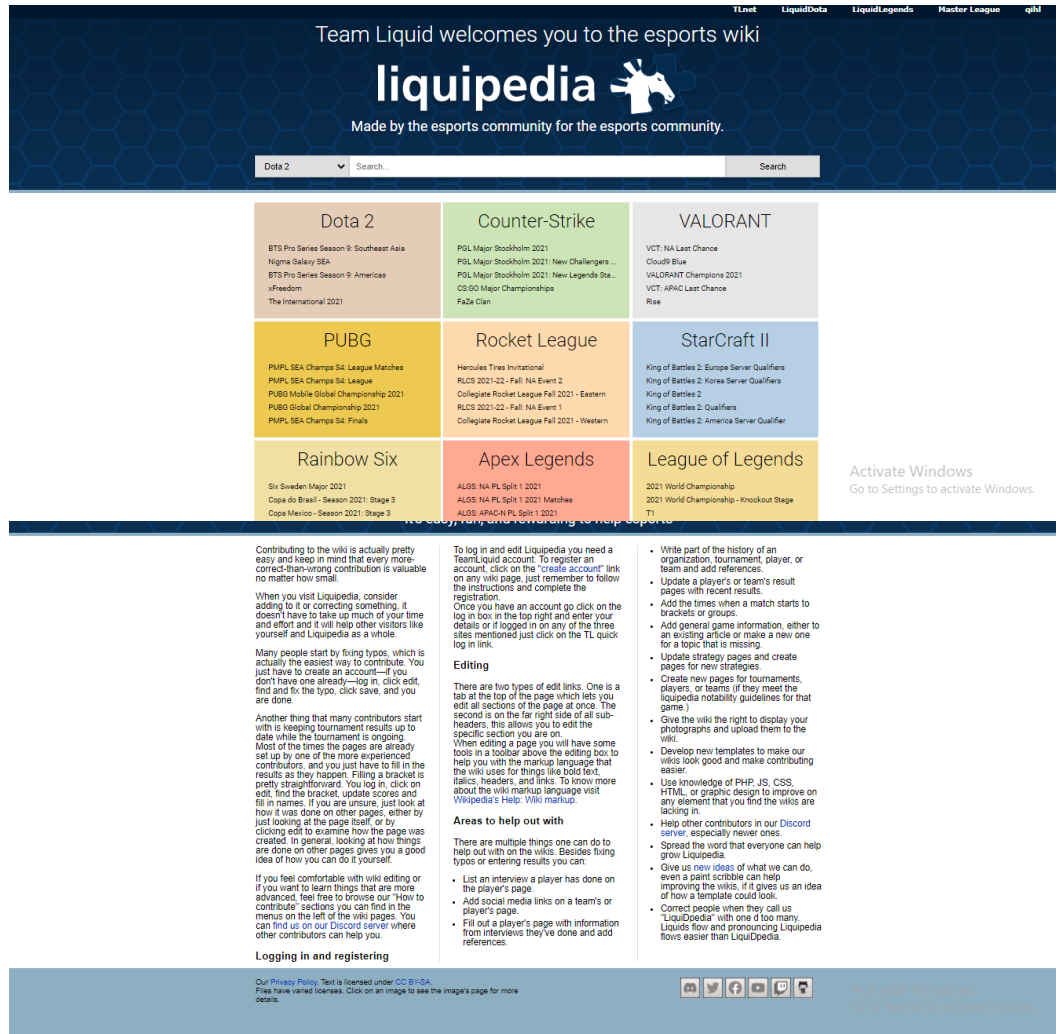 TLnet LiquidDota LiquidLegends Master League qihl
Team Liquid welcomes you to the esports wiki
liquipedia
Made by the esports community for the esports community.
Dota 2 Search... Search
Dota 2
BTS Pro Series Season 9: Southeast Asia
Nigma Galaxy SEA
BTS Pro Series Season 9: Americas
xFreedom
The International 2021
Counter-Strike
PGL Major Stockholm 2021
PGL Major Stockholm 2021: New Challengers ...
PGL Major Stockholm 2021: New Legends Sta...
CS:GO Major Championships
FaZe Clan
VALORANT
VCT: NA Last Chance
Cloud9 Blue
VALORANT Champions 2021
VCT: APAC Last Chance
Rise
PUBG
PMPL SEA Champs S4: League Matches
PMPL SEA Champs S4: League
PUBG Mobile Global Championship 2021
PUBG Global Championship 2021
PMPL SEA Champs S4: Finals
Rocket League
Hercules Tires Invitational
RLCS 2021-22 - Fall: NA Event 2
Collegiate Rocket League Fall 2021 - Eastern
RLCS 2021-22 - Fall: NA Event 1
Collegiate Rocket League Fall 2021 - Western
StarCraft II
King of Battles 2: Europe Server Qualifiers
King of Battles 2: Korea Server Qualifiers
King of Battles 2
King of Battles 2: Qualifiers
King of Battles 2: America Server Qualifier
Rainbow Six
Six Sweden Major 2021
Copa do Brasil - Season 2021: Stage 3
Copa Mexico - Season 2021: Stage 3
Apex Legends
ALGS: NA PL Split 1 2021
ALGS: NA PL Split 1 2021 Matches
ALGS: APAC-N PL Split 1 2021
League of Legends
2021 World Championship
2021 World Championship - Knockout Stage
T1
Activate Windows
Go to Settings to activate Windows.
It's easy, fun, and rewarding to help esports
Contributing to the wiki is actually pretty
easy and keep in mind that every more-
correct-than-wrong contribution is valuable
no matter how small.
When you visit Liquipedia, consider
adding to it or correcting something, it
doesn't have to take up much of your time
and effort and it will help other visitors like
yourself and Liquipedia as a whole.
Many people start by fixing typos, which is
actually the easiest way to contribute. You
just have to create an account—if you
don't have one already—log in, click edit,
find and fix the typo, click save, and you
are done.
Another thing that many contributors start
with is keeping tournament results up to
date while the tournament is ongoing.
Most of the times the pages are already
set up by one of the more experienced
contributors, and you just have to fill in the
results as they happen. Filling a bracket is
pretty straightforward. You log in, click on
edit, find the bracket, update scores and
fill in names. If you are unsure, just look at
how it was done on other pages, either by
just looking at the page itself, or by
clicking edit to examine how the page was
created. In general, looking at how things
are done on other pages gives you a good
idea of how you can do it yourself.
If you feel comfortable with wiki editing or
if you want to learn things that are more
advanced, feel free to browse our "How to
contribute" sections you can find in the
menus on the left of the wiki pages. You
can find us on our Discord server where
other contributors can help you.
Logging in and registering
To log in and edit Liquipedia you need a
TeamLiquid account. To register an
account, click on the "create account" link
on any wiki page, just remember to follow
the instructions and complete the
registration.
Once you have an account go click on the
log in box in the top right and enter your
details or if logged in on any of the three
sites mentioned just click on the TL quick
log in link.
Editing
There are two types of edit links. One is a
tab at the top of the page which lets you
edit all sections of the page at once. The
second is on the far right side of all sub-
headers, this allows you to edit the
specific section you are on.
When editing a page you will have some
tools in a toolbar above the editing box to
help you with the markup language that
the wiki uses for things like bold text,
italics, headers, and links. To know more
about the wiki markup language visit
Wikipedia's Help: Wiki markup.
Areas to help out with
There are multiple things one can do to
help out with on the wikis. Besides fixing
typos or entering results you can:
• List an interview a player has done on
the player's page.
• Add social media links on a team's or
player's page.
• Fill out a player's page with information
from interviews they've done and add
references.
• Write part of the history of an
organization, tournament, player, or
team and add references.
• Update a player's or team's result
pages with recent results.
• Add the times when a match starts to
brackets or groups.
• Add general game information, either to
an existing article or make a new one
for a topic that is missing.
• Update strategy pages and create
pages for new strategies.
• Create new pages for tournaments,
players, or teams (if they meet the
liquipedia notability guidelines for that
game.)
• Give the wiki the right to display your
photographs and upload them to the
wiki.
• Develop new templates to make our
wikis look good and make contributing
easier.
• Use knowledge of PHP, JS, CSS,
HTML, or graphic design to improve on
any element that you find the wikis are
lacking in.
• Help other contributors in our Discord
server, especially newer ones.
• Spread the word that everyone can help
grow Liquipedia.
• Give us new ideas of what we can do,
even a paint scribble can help
improving the wikis, if it gives us an idea
of how a template could look.
• Correct people when they call us
"LiquiDpedia" with one d too many.
Liquids flow and pronouncing Liquipedia
flows easier than LiquiDpedia.
Our Privacy Policy. Text is licensed under CC BY-SA.
Files have varied licenses. Click on an image to see the image's page for more
details.